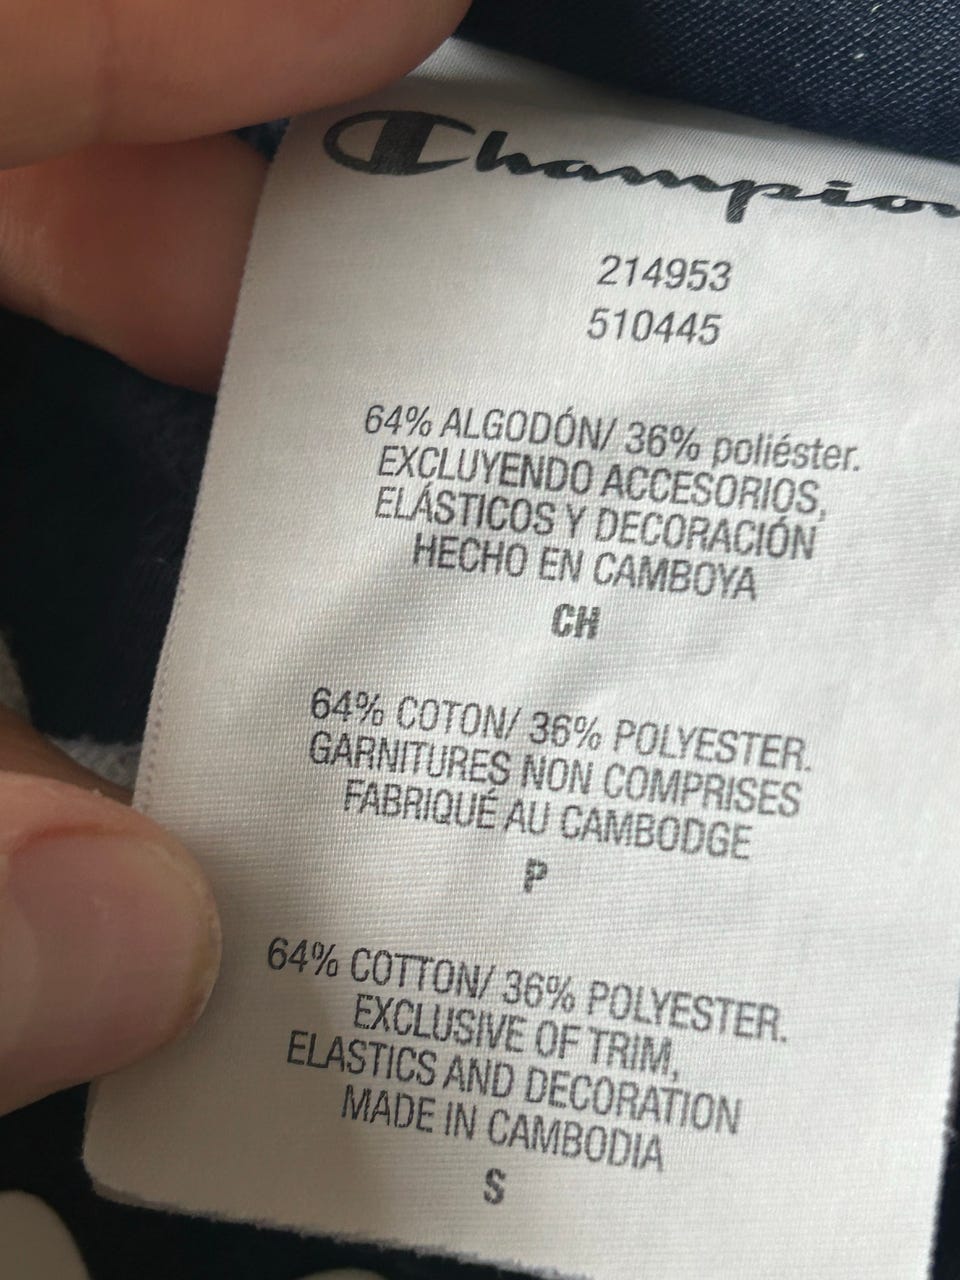 Champion
214953
510445
64% ALGODÓN/ 36% poliéster.
EXCLUYENDO ACCESORIOS,
ELÁSTICOS Y DECORACIÓN
HECHO EN CAMBOYA
CH
64% COTON/ 36% POLYESTER.
GARNITURES NON COMPRISES
FABRIQUÉ AU CAMBODGE
P
64% COTTON/ 36% POLYESTER.
EXCLUSIVE OF TRIM,
ELASTICS AND DECORATION
MADE IN CAMBODIA
S